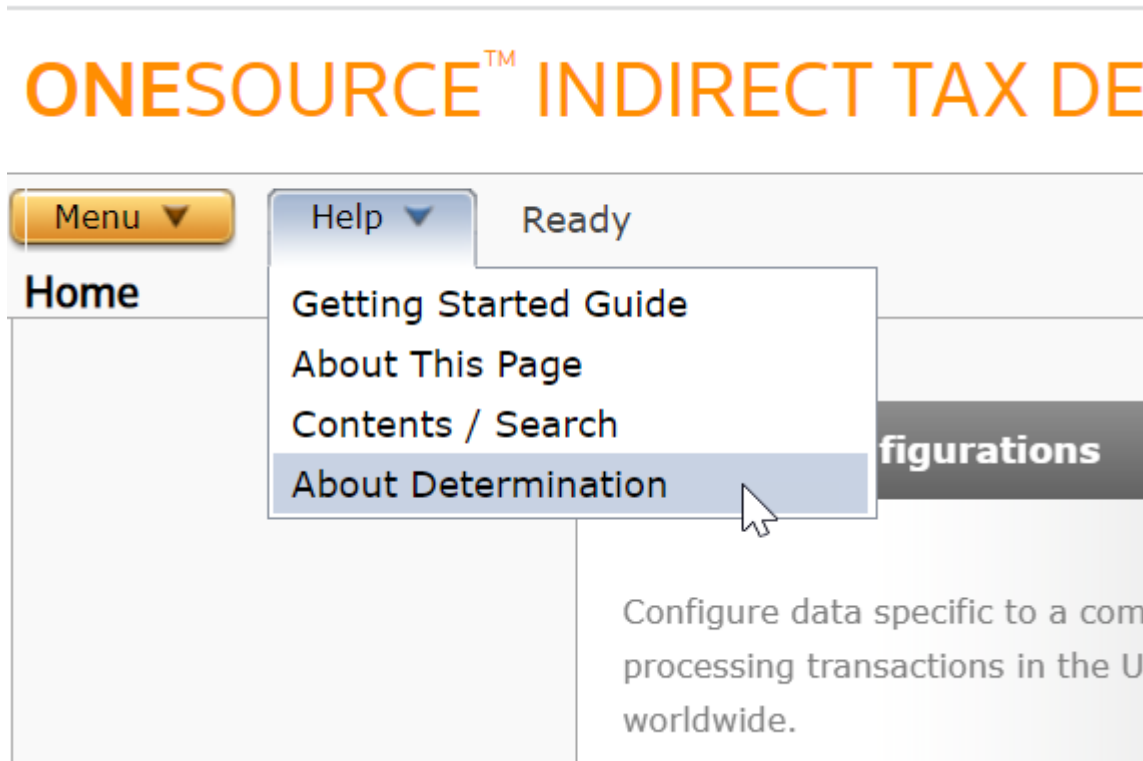 ONESOURCE™ INDIRECT TAX DE
Menu Help Ready
Home
Getting Started Guide
About This Page
Contents / Search
About Determination
figurations
Configure data specific to a com
processing transactions in the U
worldwide.